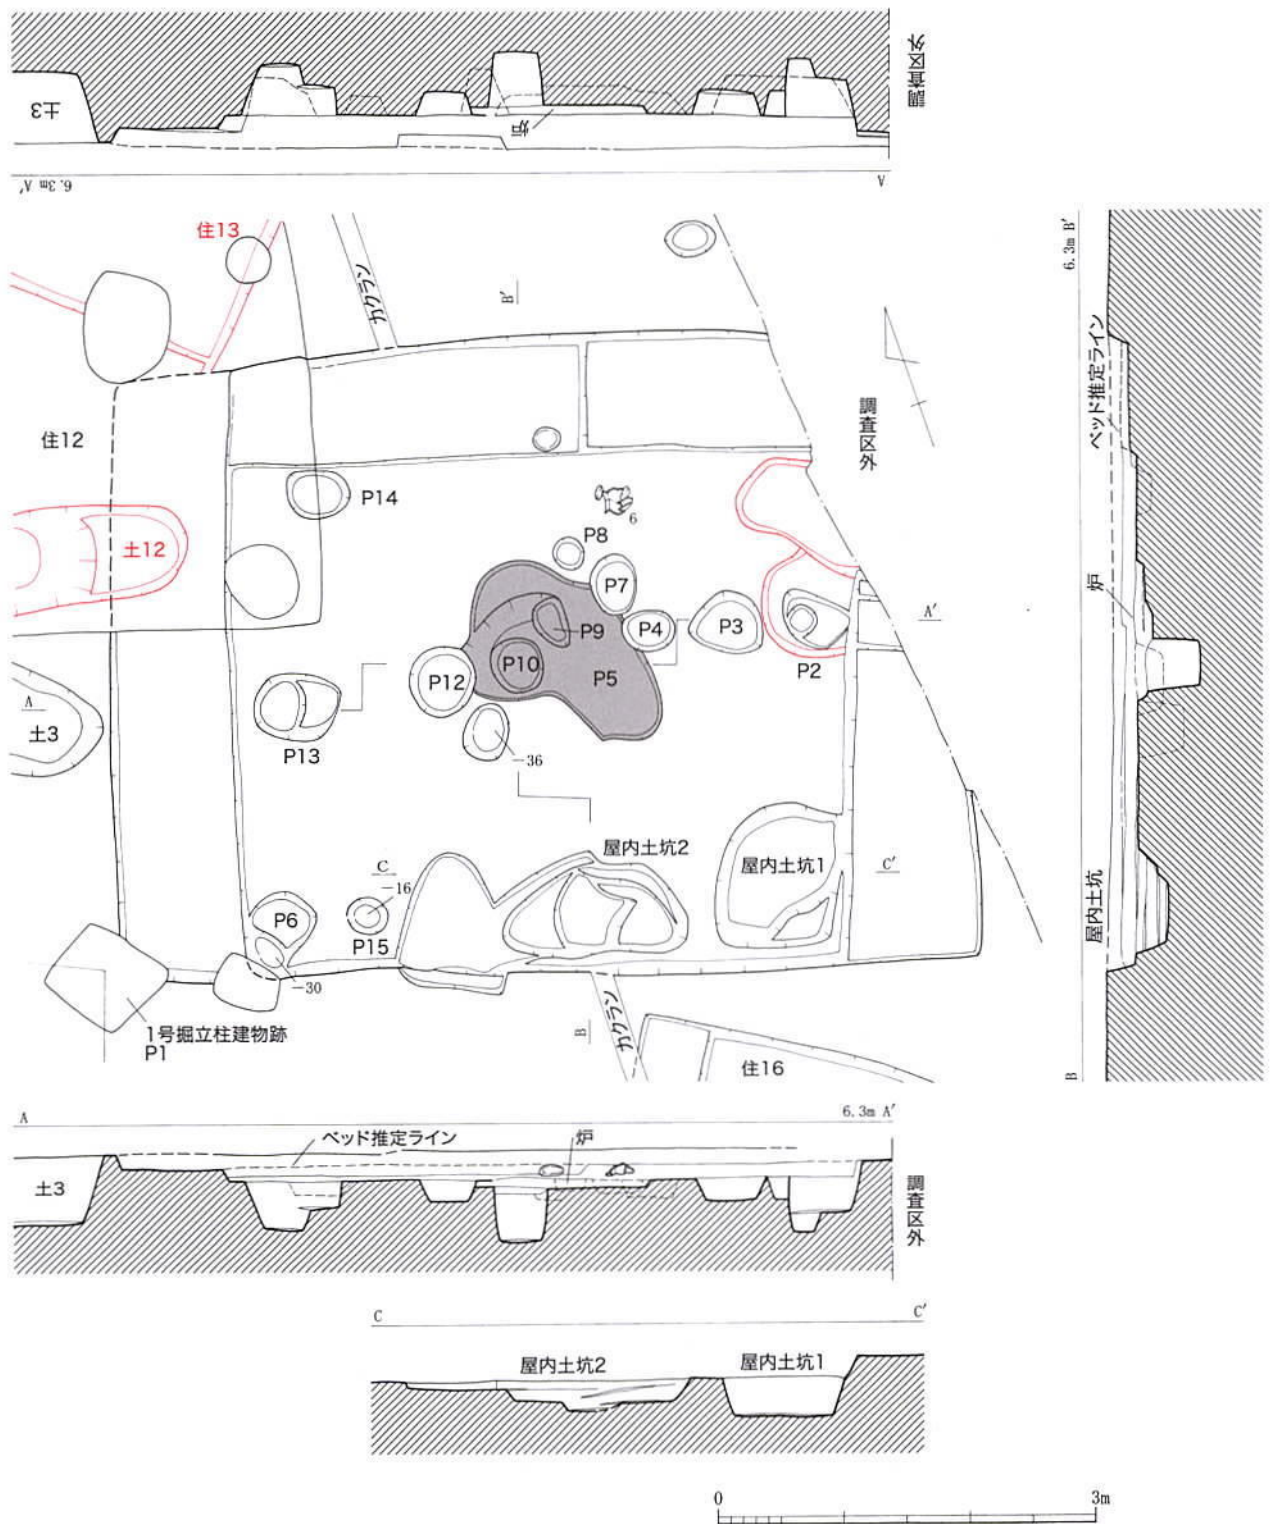 調査区外
土3
炉
6.3m A'
A
住13
カクラン
B'
6.3m B'
住12
調査区外
ベッド推定ライン
P14
6
土12
P8
P7
炉
A'
P9
P4
P3
P10
P2
P12
P5
A
土3
P13
-36
屋内土坑2
屋内土坑1
C
C'
-16
P6
P15
屋内土坑
-30
1号掘立柱建物跡
P1
B
カクラン
住16
B
A
6.3m A'
ベッド推定ライン
炉
土3
調査区外
C
C'
屋内土坑2
屋内土坑1
0
3m